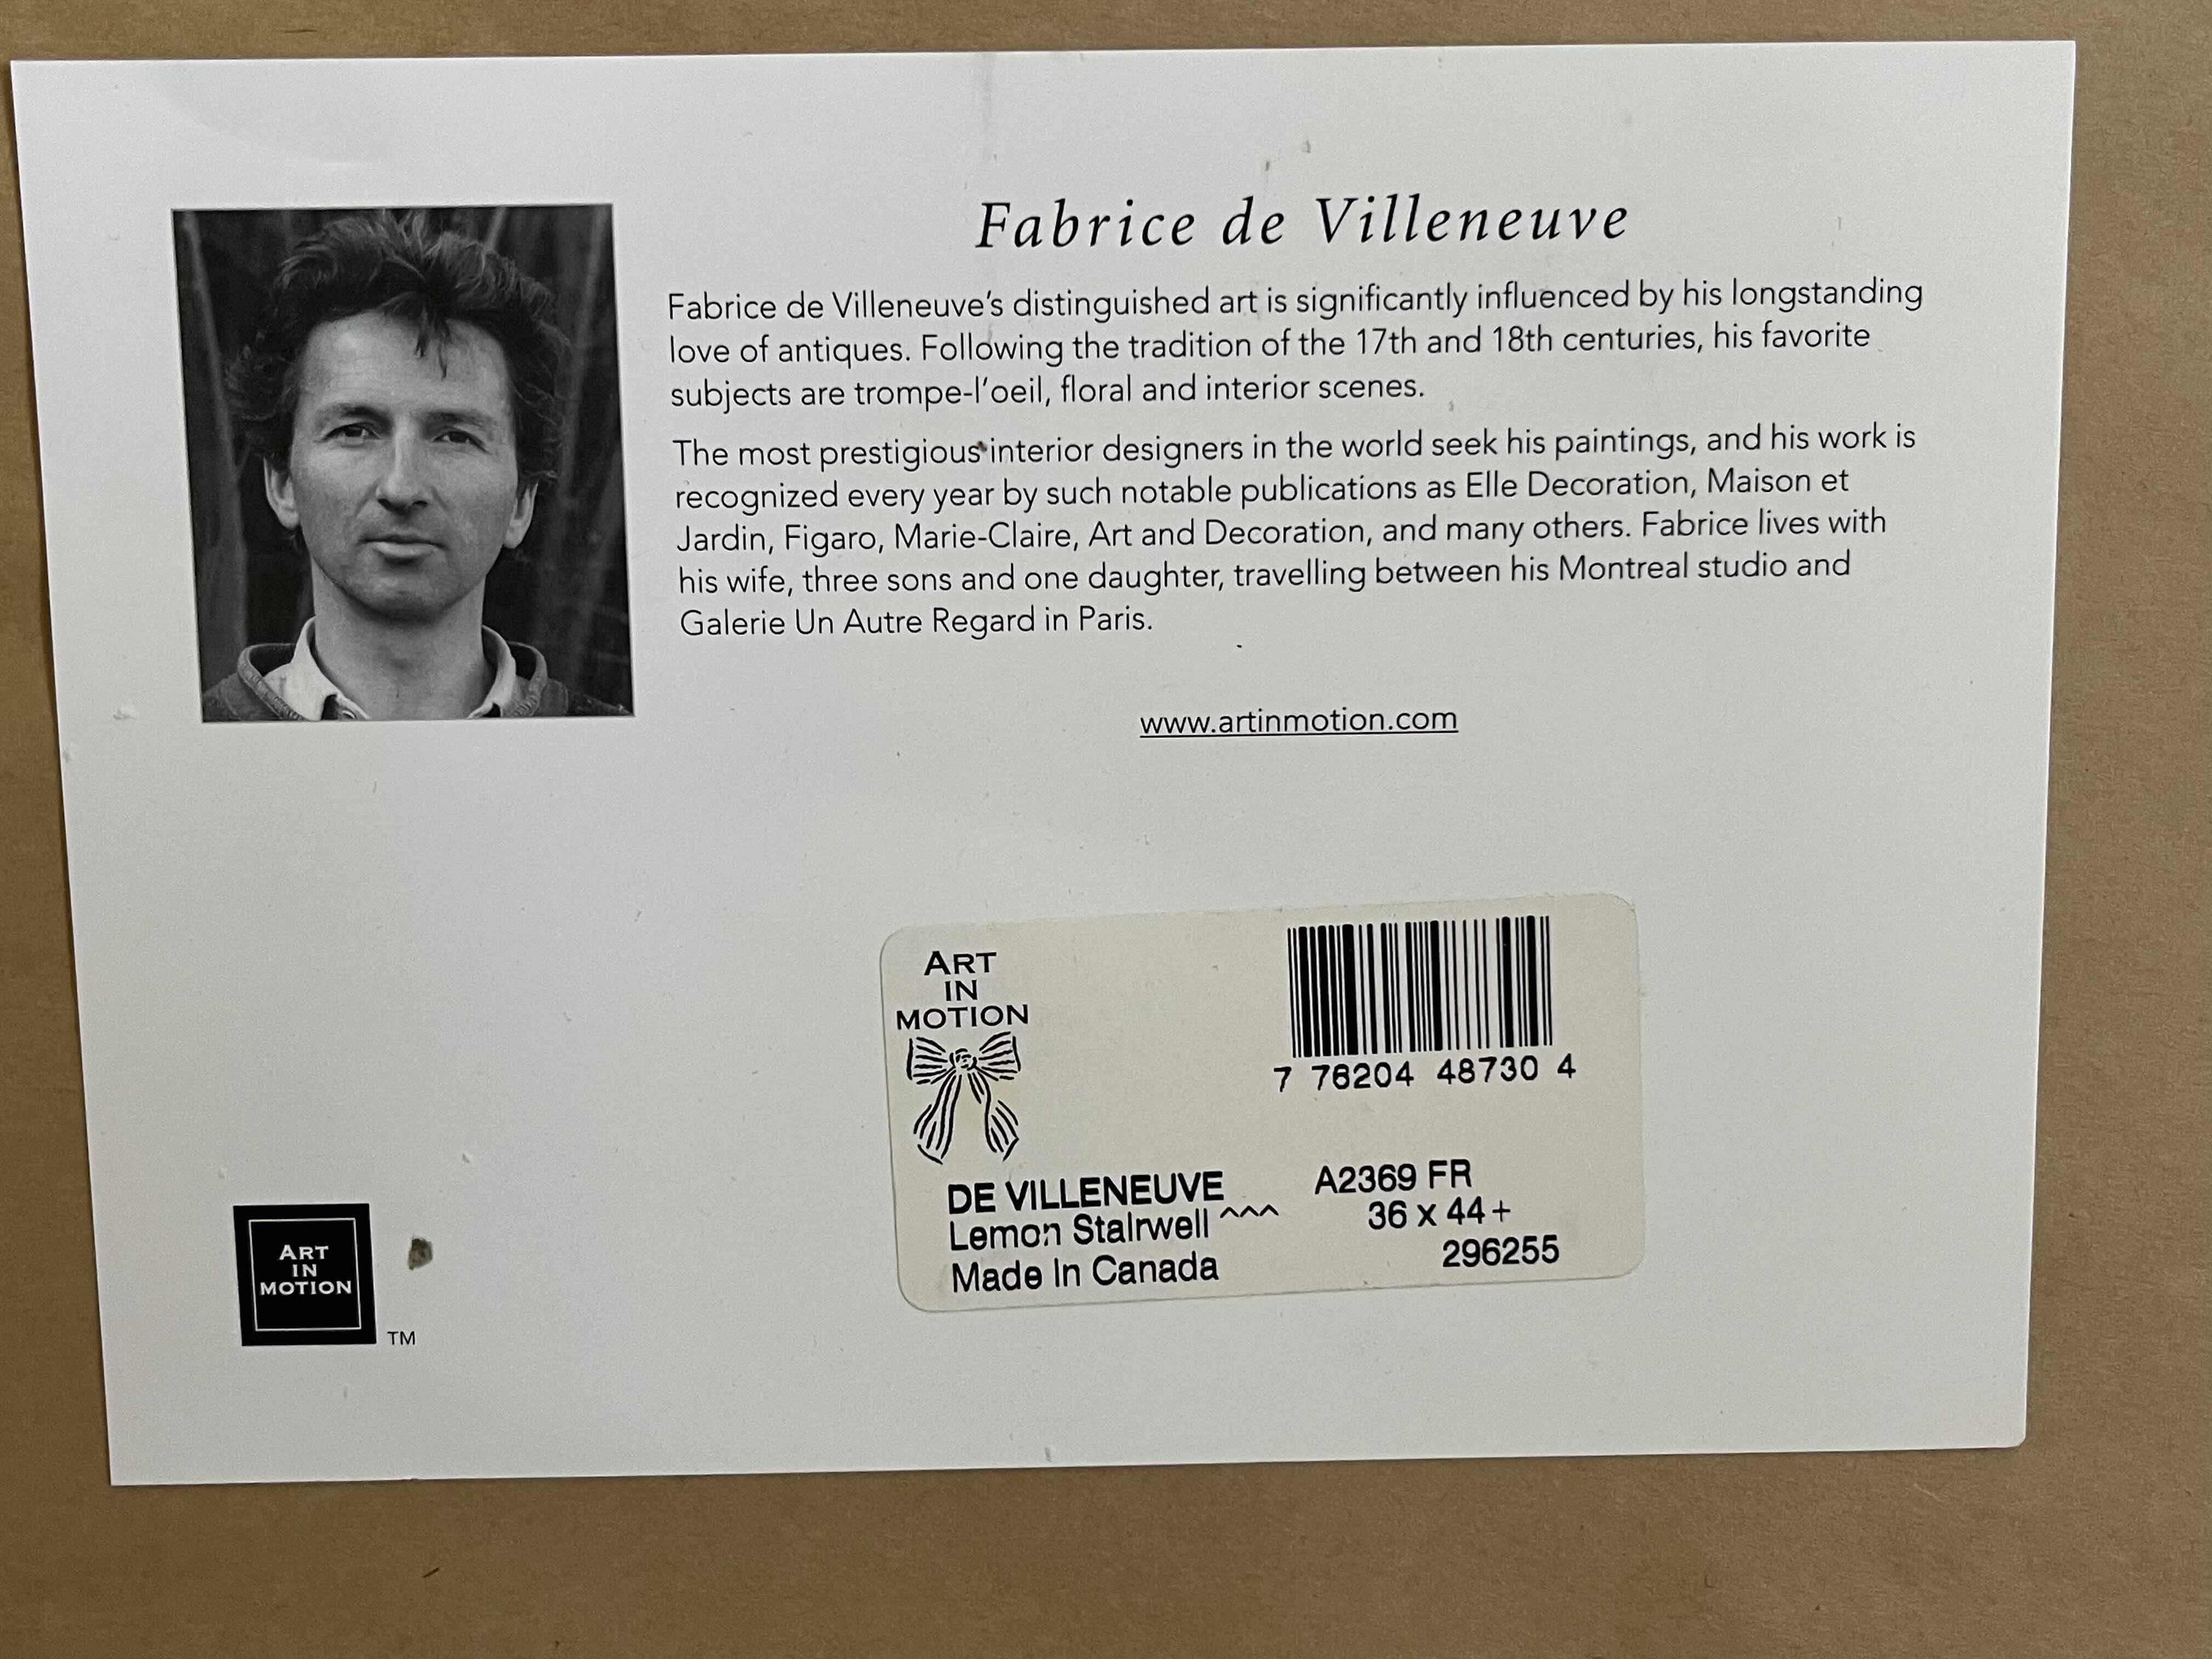 Fabrice de Villeneuve
Fabrice de Villeneuve's distinguished art is significantly influenced by his longstanding
love of antiques. Following the tradition of the 17th and 18th centuries, his favorite
subjects are trompe-l'oeil, floral and interior scenes.
The most prestigious interior designers in the world seek his paintings, and his work is
recognized every year by such notable publications as Elle Decoration, Maison et
Jardin, Figaro, Marie-Claire, Art and Decoration, and many others. Fabrice lives with
his wife, three sons and one daughter, travelling between his Montreal studio and
Galerie Un Autre Regard in Paris.
www.artinmotion.com
ART
IN
MOTION
7 76204 48730 4
DE VILLENEUVE
Lemon Stairwell ^^^
Made In Canada
A2369 FR
36 x 44+
296255
ART
IN
MOTION
TM